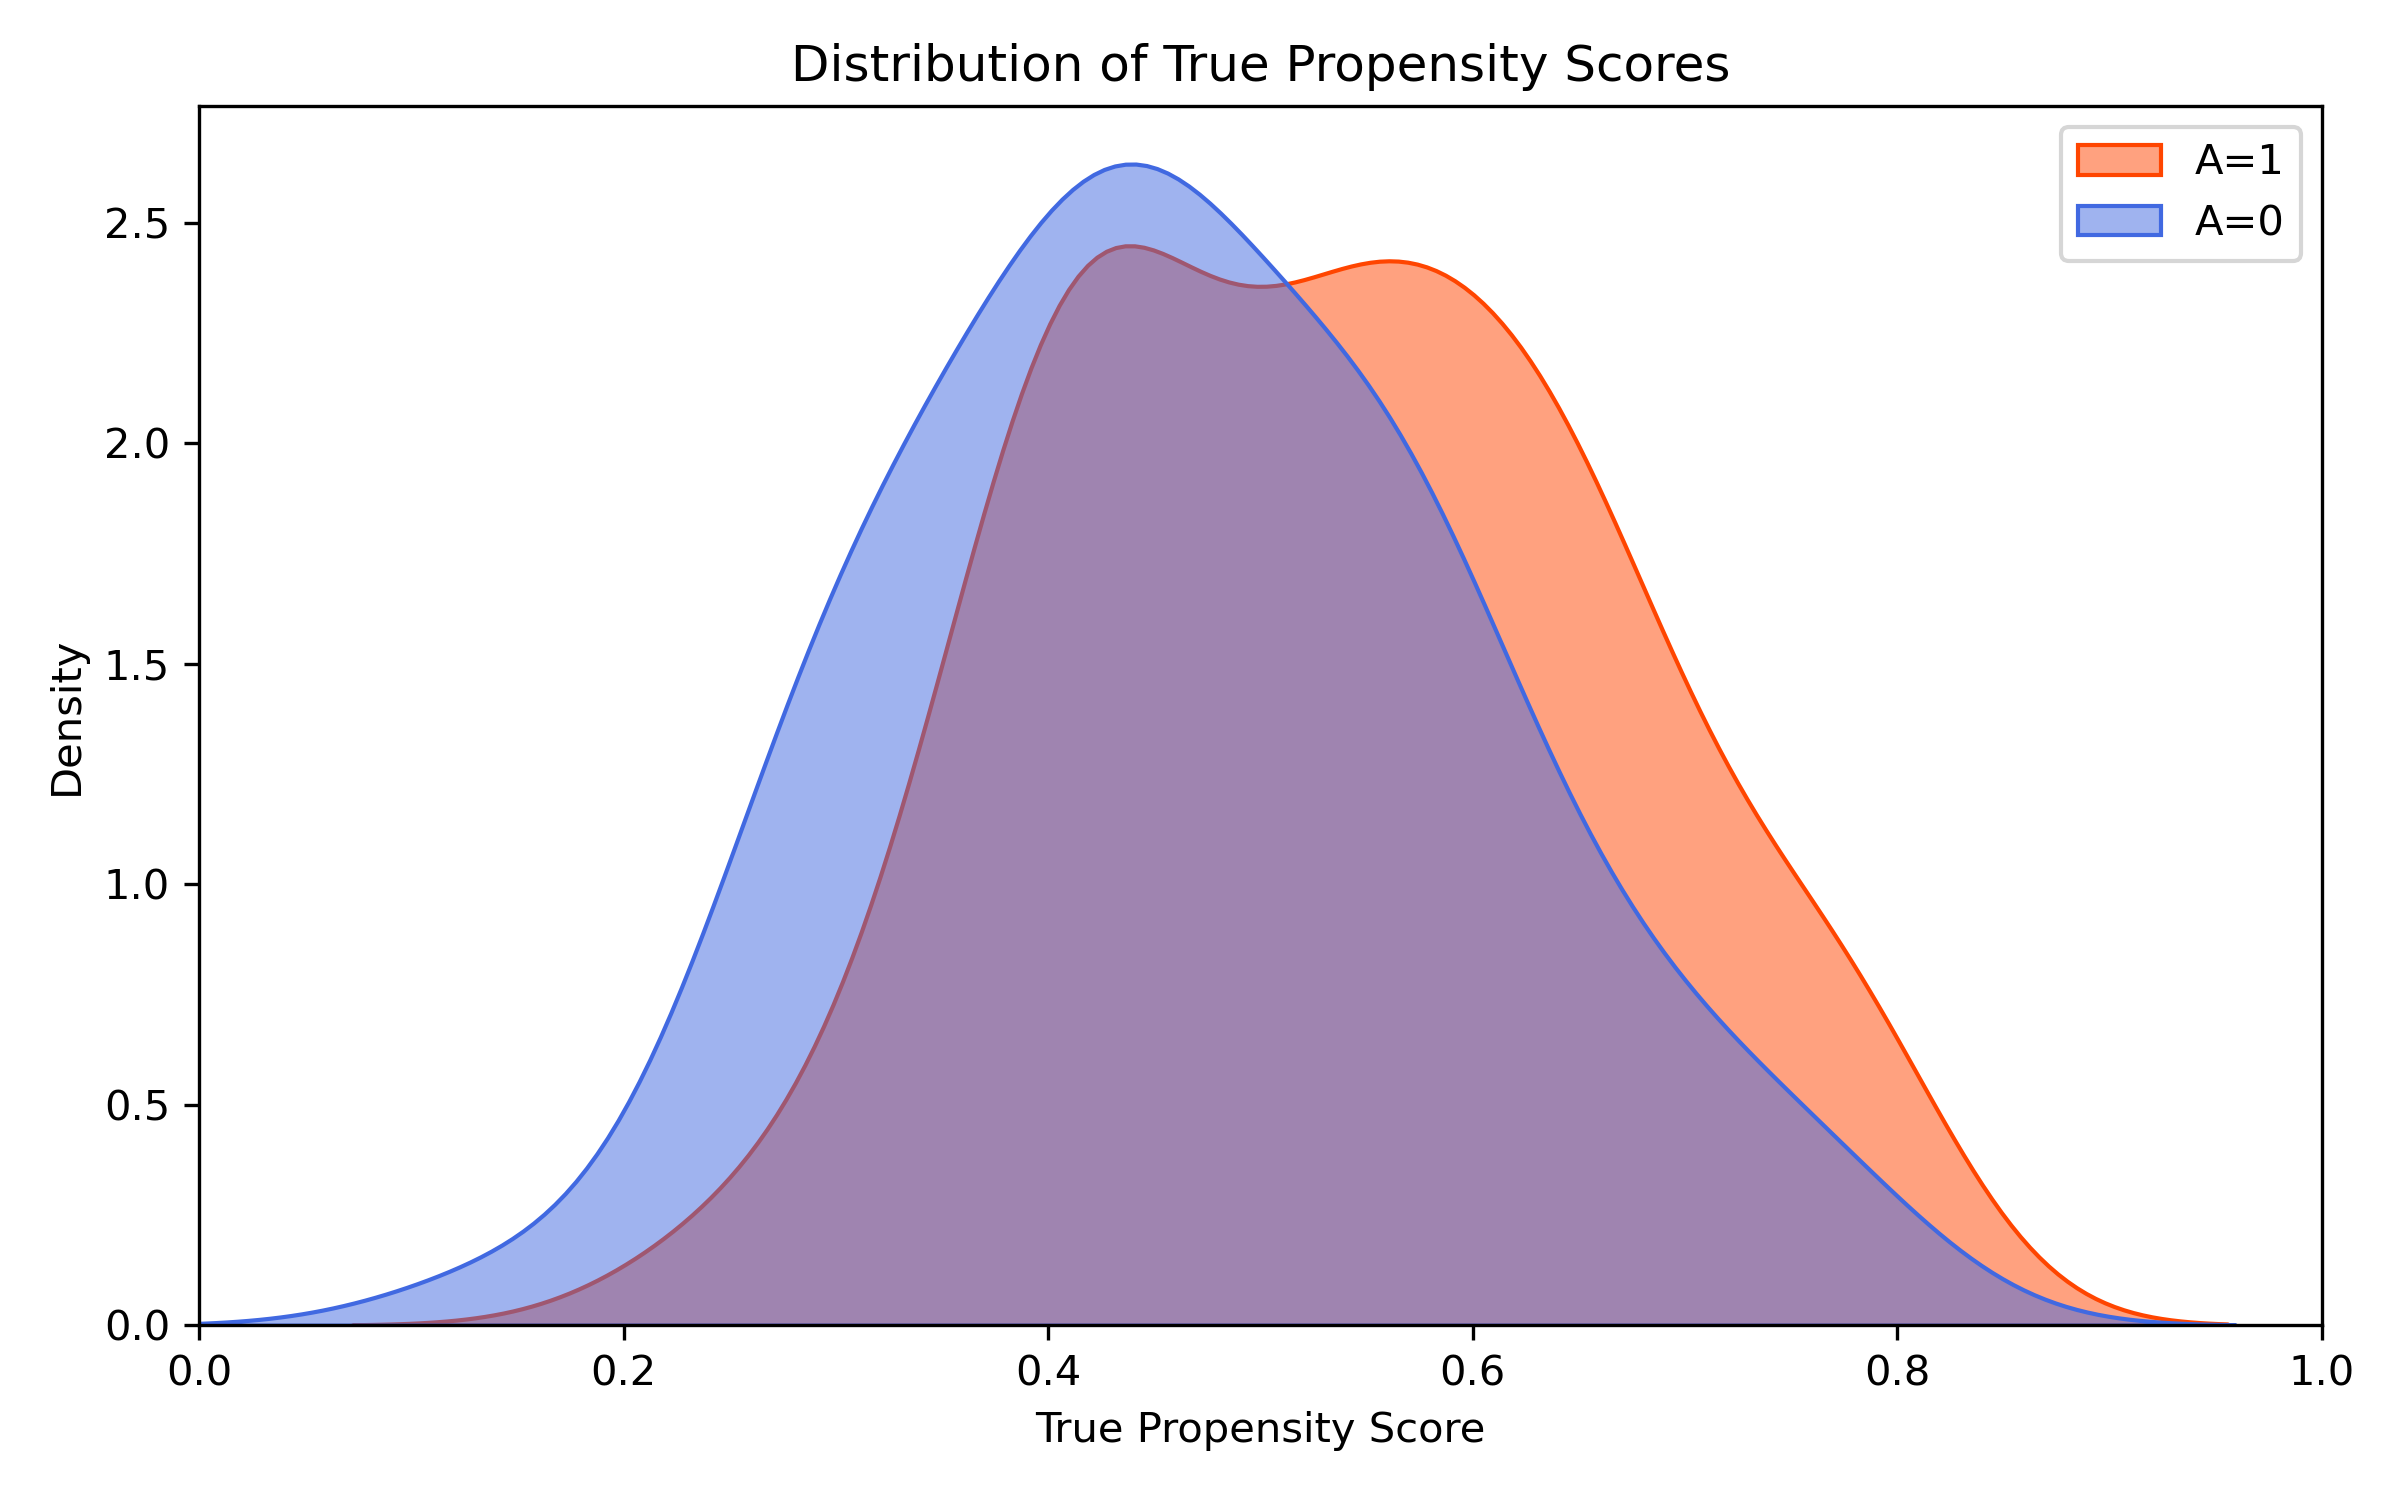 Distribution of True Propensity Scores
A=1
A=0
Density
2.5
2.0
1.5
1.0
0.5
0.0
0.0 0.2 0.4 0.6 0.8 1.0
True Propensity Score